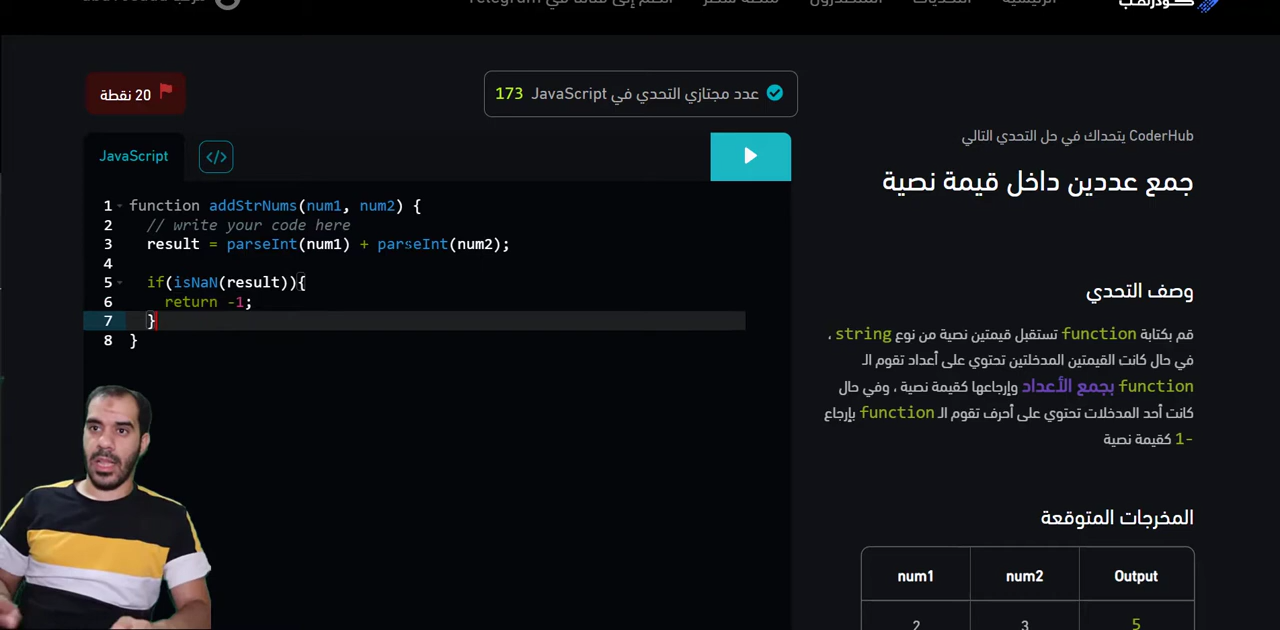 الرئيسية التحديات المتصدرون
Telegram
كودرهب
20 نقطة
عدد مجتازي التحدي في JavaScript 173
JavaScript
</>
1 function addStrNums(num1, num2) {
2 // write your code here
3 result = parseInt(num1) + parseInt(num2);
4
5 if(isNaN(result)){
6 return -1;
7 }
8 }
CoderHub يتحداك في حل التحدي التالي
جمع عددين داخل قيمة نصية
وصف التحدي
قم بكتابة function تستقبل قيمتين نصية من نوع string ،
في حال كانت القيمتين المدخلتين تحتوي على أعداد تقوم الـ
function بجمع الأعداد وإرجاعها كقيمة نصية ، وفي حال
كانت أحد المدخلات تحتوي على أحرف تقوم الـ function بإرجاع
-1 كقيمة نصية
المخرجات المتوقعة
num1 num2 Output
2 3 5